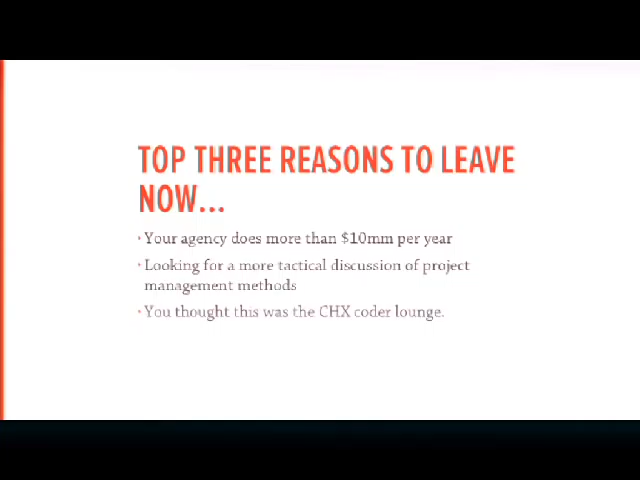 TOP THREE REASONS TO LEAVE
NOW...
• Your agency does more than $10mm per year
• Looking for a more tactical discussion of project
management methods
• You thought this was the CHX coder lounge.